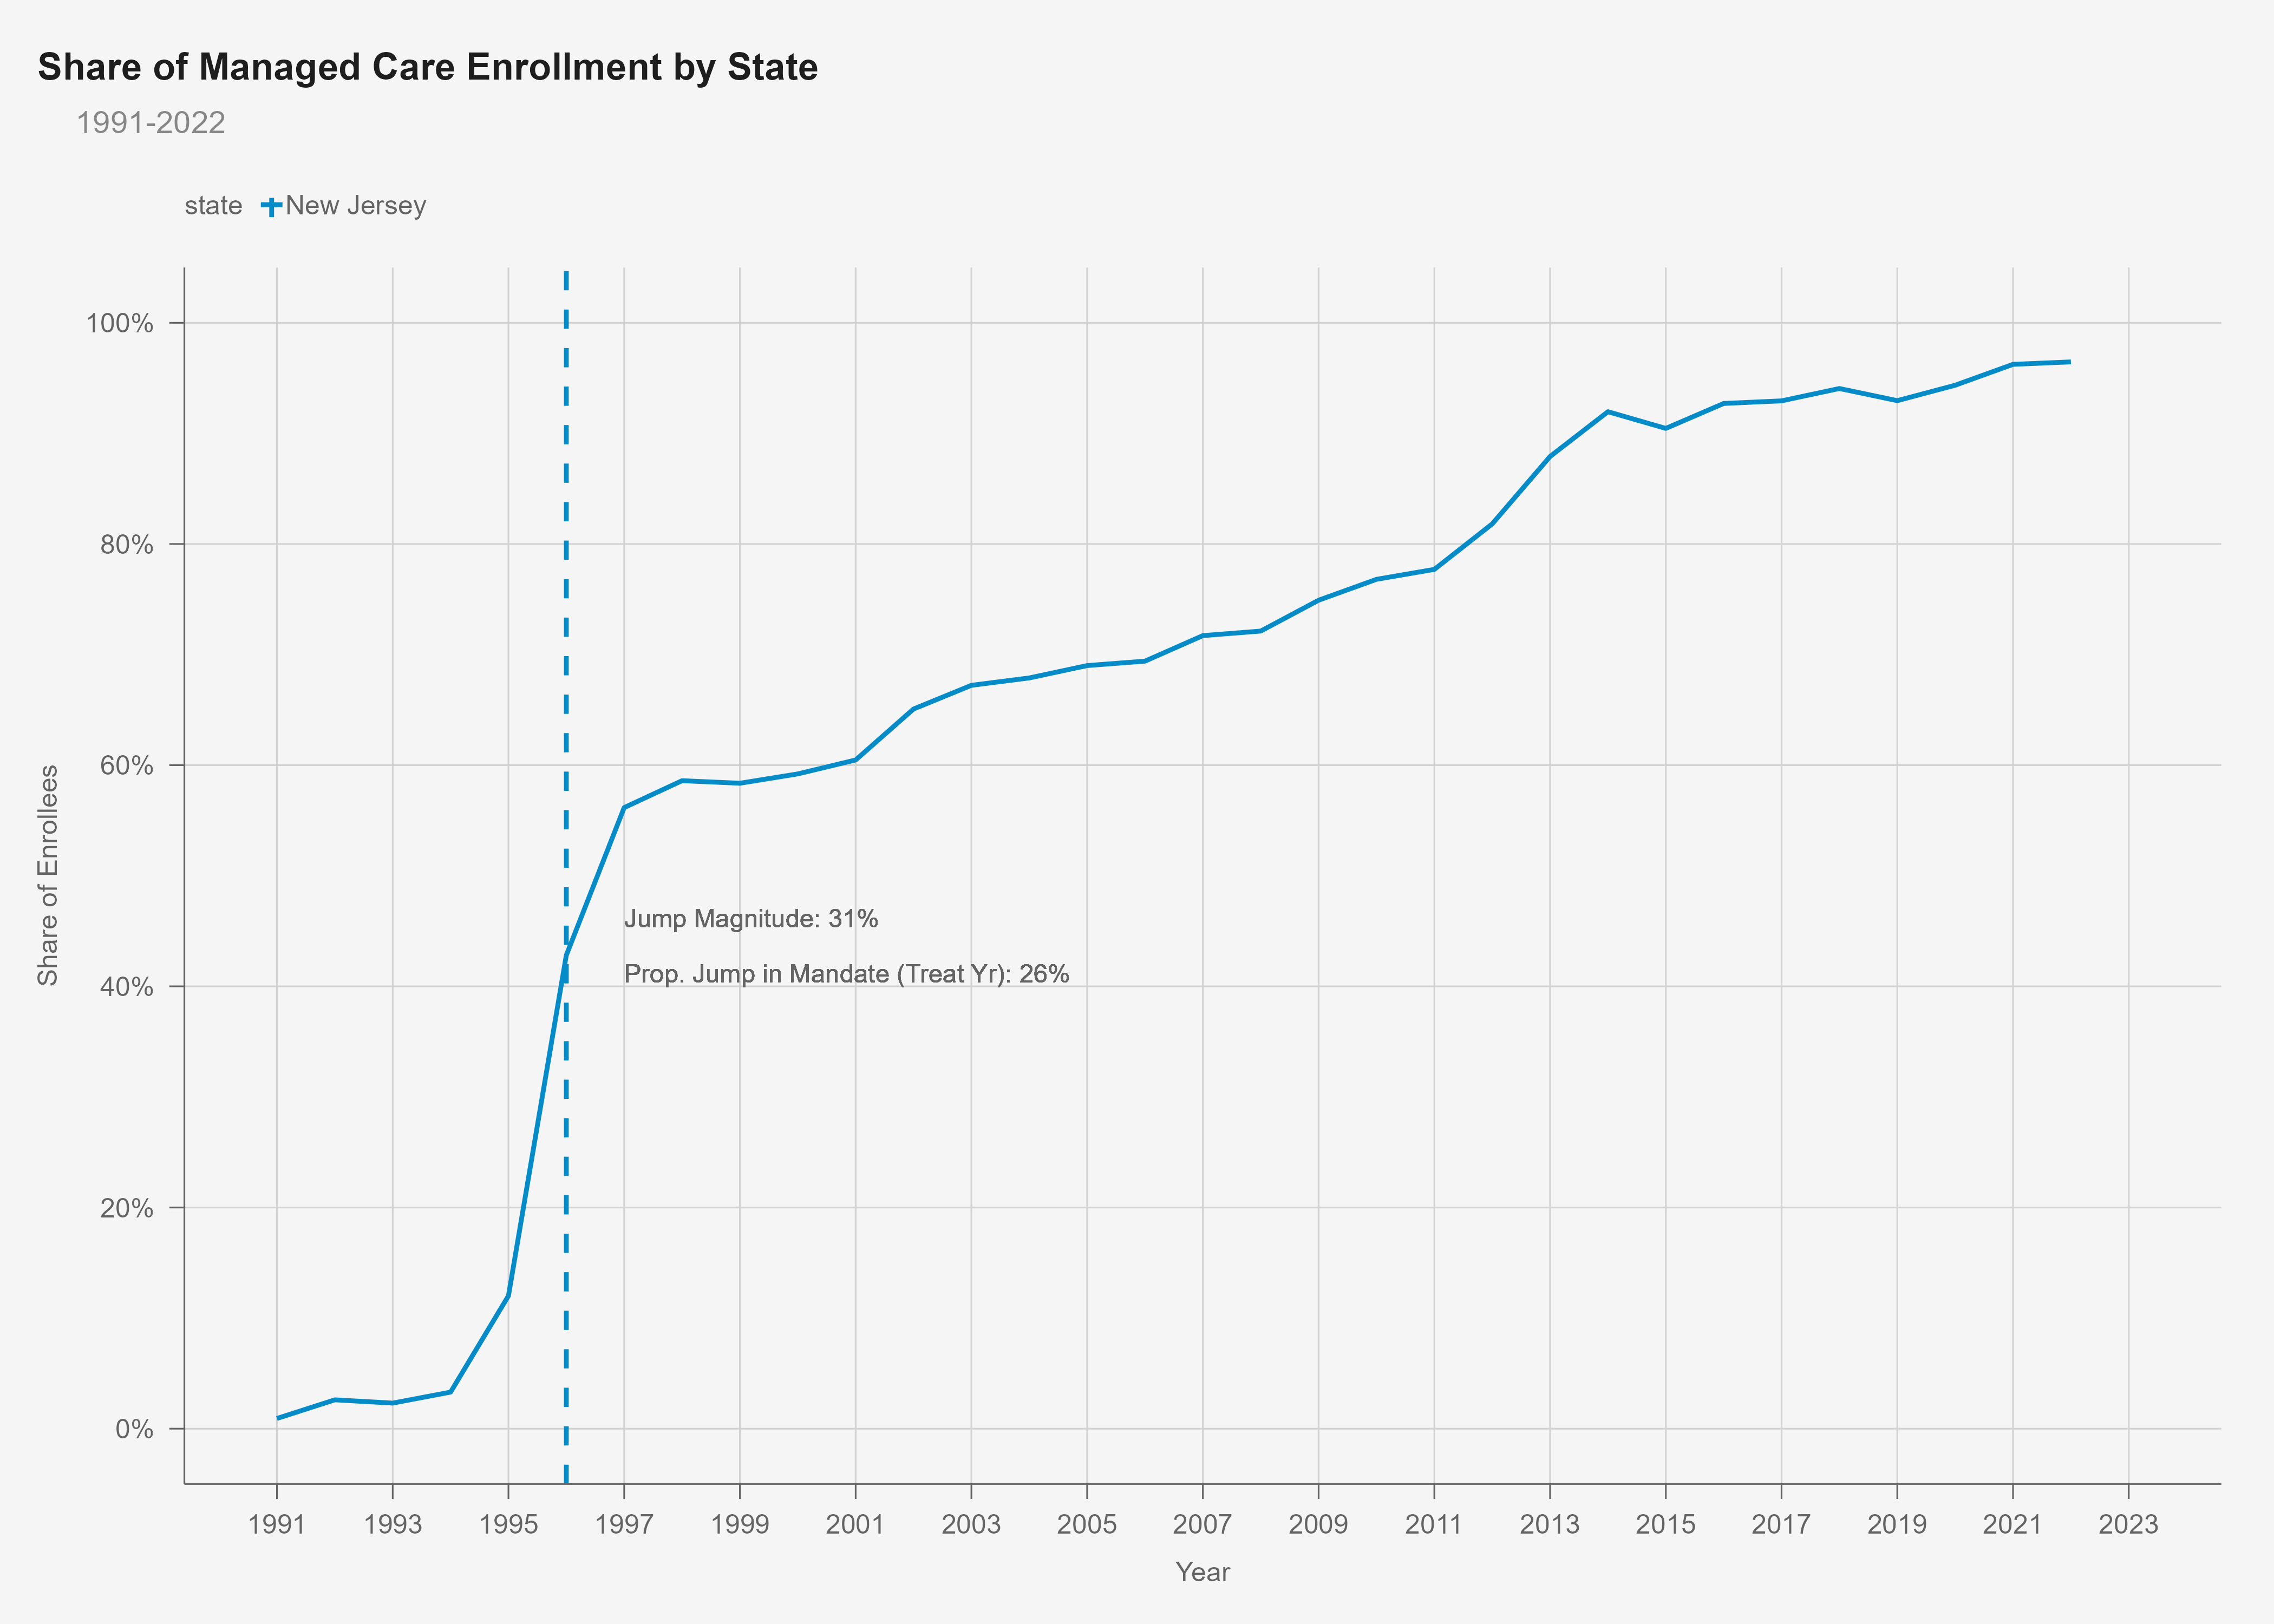 Share of Managed Care Enrollment by State
1991-2022
state New Jersey
100%
80%
60%
40%
20%
0%
Share of Enrollees
Jump Magnitude: 31%
Prop. Jump in Mandate (Treat Yr): 26%
1991 1993 1995 1997 1999 2001 2003 2005 2007 2009 2011 2013 2015 2017 2019 2021 2023
Year